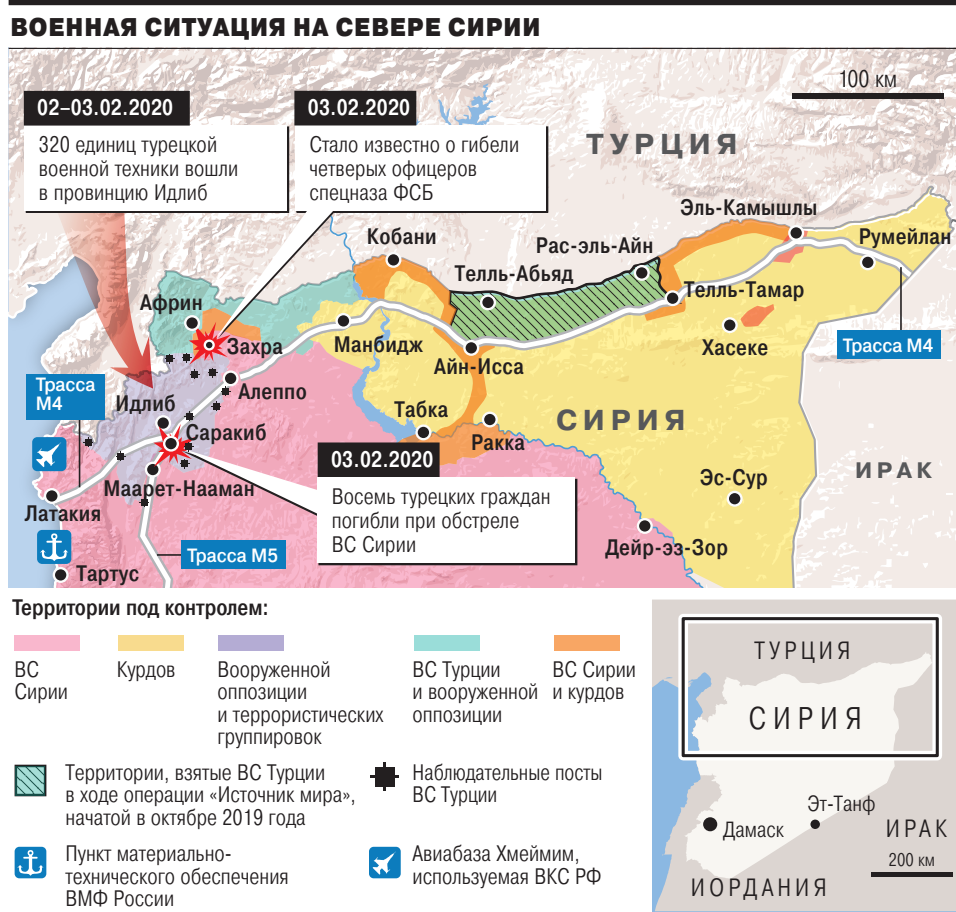 ВОЕННАЯ СИТУАЦИЯ НА СЕВЕРЕ СИРИИ
100 км
02–03.02.2020
320 единиц турецкой
военной техники вошли
в провинцию Идлиб
03.02.2020
Стало известно о гибели
четверых офицеров
спецназа ФСБ
ТУРЦИЯ
Эль-Камышлы
Румейлан
Кобани
Рас-эль-Айн
Телль-Абьяд
Телль-Тамар
Африн
Захра
Манбидж
Хасеке
Трасса М4
Айн-Исса
Трасса
М4
Алеппо
Идлиб
Табка
СИРИЯ
Саракиб
Ракка
03.02.2020
Восемь турецких граждан
погибли при обстреле
ВС Сирии
ИРАК
Эс-Сур
Маарет-Нааман
Латакия
Дейр-эз-Зор
Трасса М5
Тартус
Территории под контролем:
ВС
Сирии
Курдов
Вооруженной
оппозиции
и террористических
группировок
ВС Турции
и вооруженной
оппозиции
ВС Сирии
и курдов
Территории, взятые ВС Турции
в ходе операции «Источник мира»,
начатой в октябре 2019 года
Наблюдательные посты
ВС Турции
Пункт материально-
технического обеспечения
ВМФ России
Авиабаза Хмеймим,
используемая ВКС РФ
ТУРЦИЯ
СИРИЯ
Эт-Танф
Дамаск
ИРАК
200 км
ИОРДАНИЯ